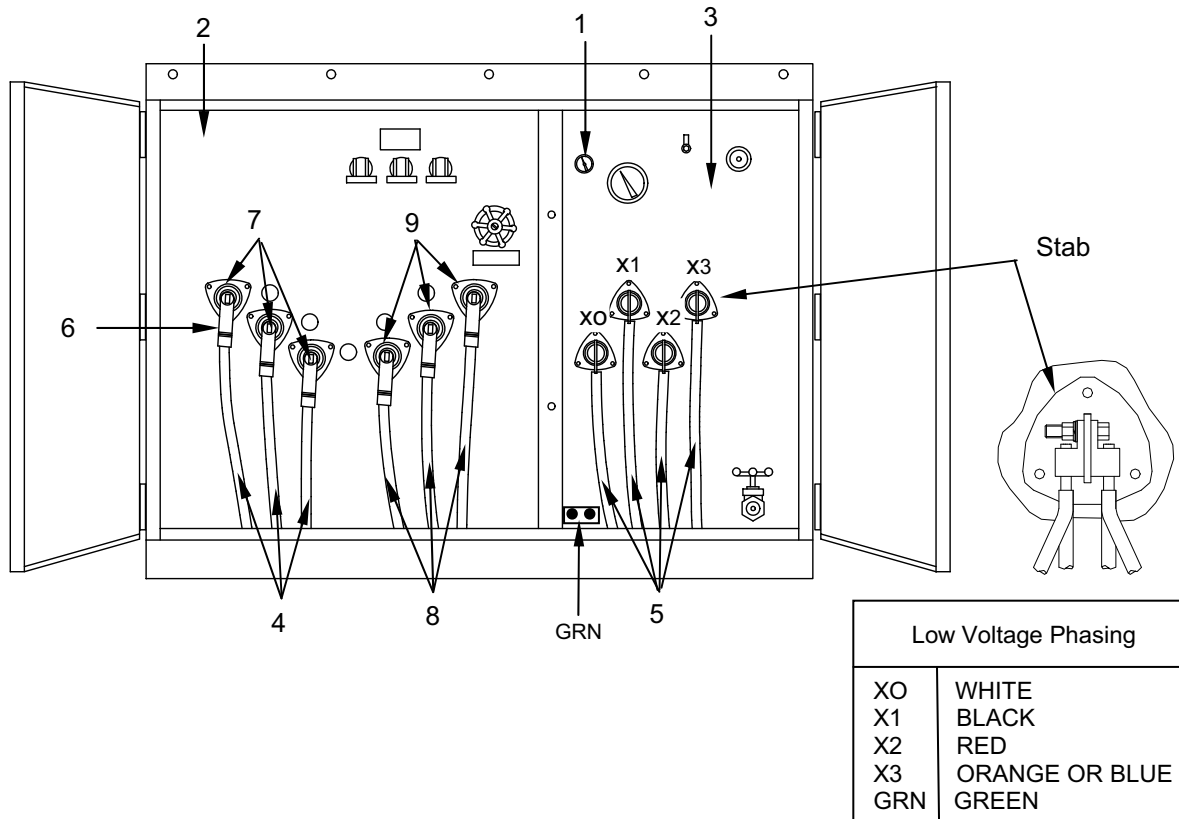 2
1
3
7
9
X1
X3
Stab
6
XO
X2
4
8
GRN
5
Low Voltage Phasing
XO WHITE
X1 BLACK
X2 RED
X3 ORANGE OR BLUE
GRN GREEN